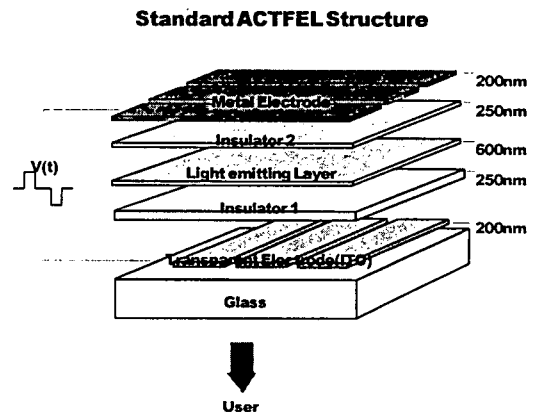 Standard ACTFEL Structure
200nm
Metal Electrode
250nm
Insulator 2
600nm
V(t)
Light emitting Layer
250nm
Insulator 1
200nm
Transparent Electrode(ITO)
Glass
User